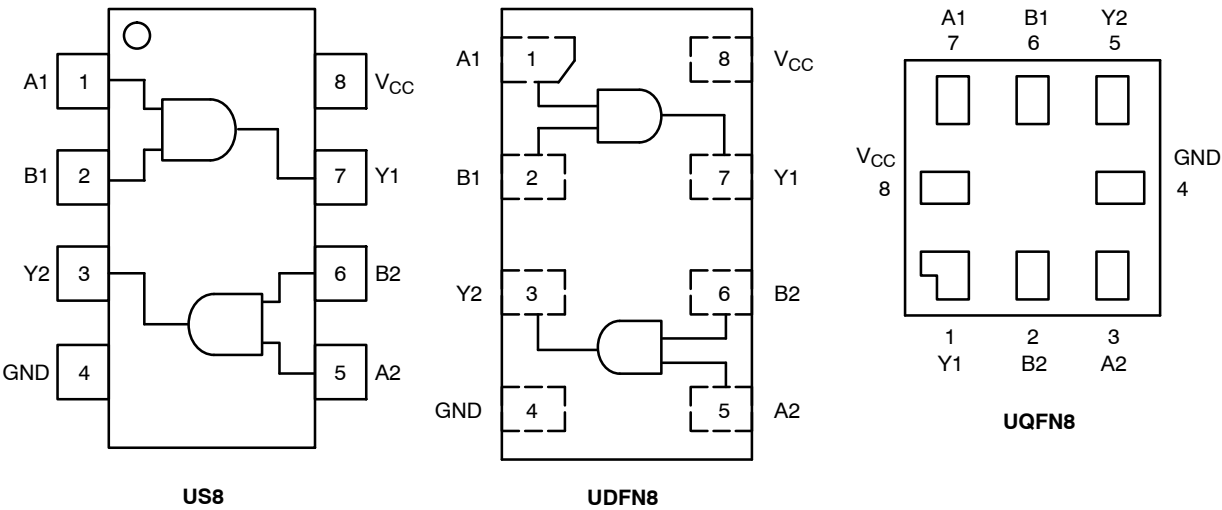 A1 1 8 VCC
B1 2 7 Y1
Y2 3 6 B2
GND 4 5 A2
US8
A1 1 8 VCC
B1 2 7 Y1
Y2 3 6 B2
GND 4 5 A2
UDFN8
A1 B1 Y2
7 6 5
VCC GND
8 4
1 2 3
Y1 B2 A2
UQFN8